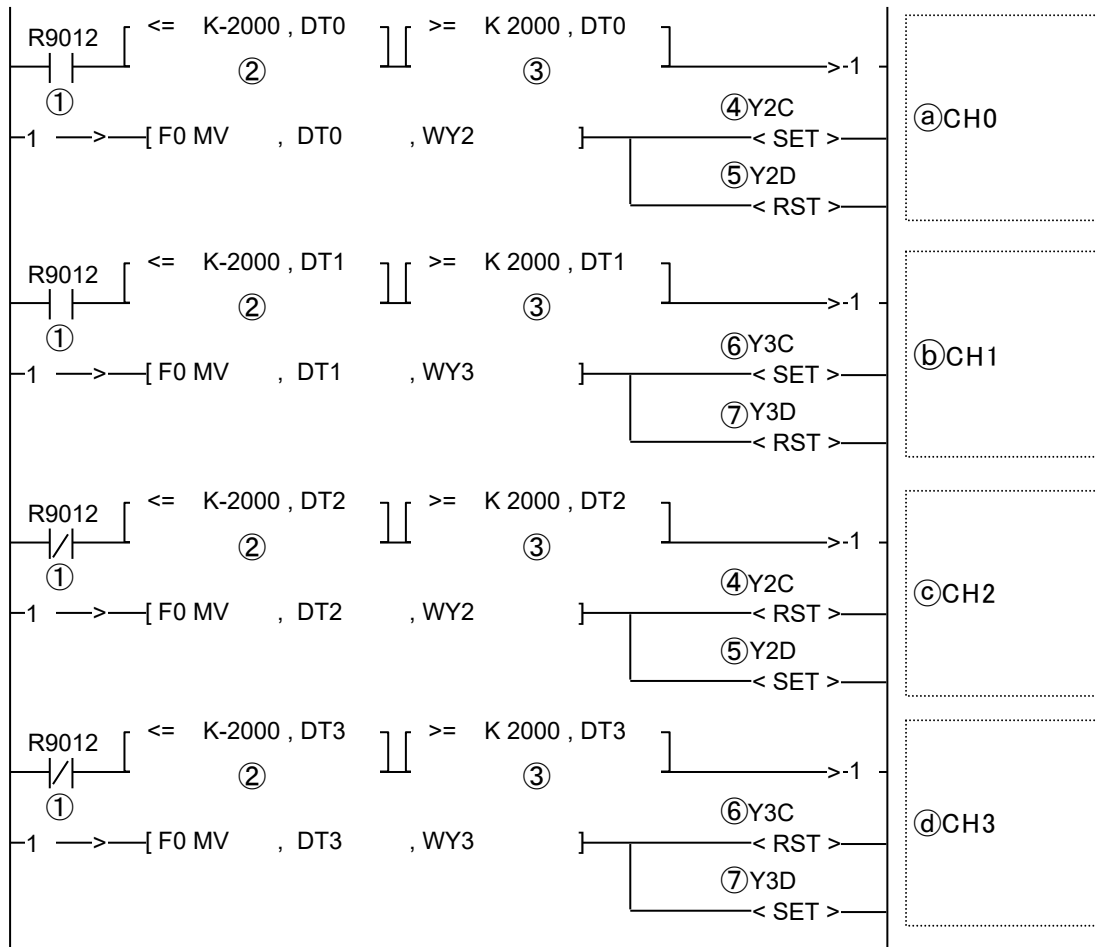 R9012 <= K-2000 , DT0 >= K 2000 , DT0
① ② ③ >-1
1 > [ F0 MV , DT0 , WY2 ] ④Y2C < SET >
⑤Y2D < RST >
ⓐCH0
R9012 <= K-2000 , DT1 >= K 2000 , DT1
① ② ③ >-1
1 > [ F0 MV , DT1 , WY3 ] ⑥Y3C < SET >
⑦Y3D < RST >
ⓑCH1
R9012 <= K-2000 , DT2 >= K 2000 , DT2
① ② ③ >-1
1 > [ F0 MV , DT2 , WY2 ] ④Y2C < RST >
⑤Y2D < SET >
ⓒCH2
R9012 <= K-2000 , DT3 >= K 2000 , DT3
① ② ③ >-1
1 > [ F0 MV , DT3 , WY3 ] ⑥Y3C < RST >
⑦Y3D < SET >
ⓓCH3